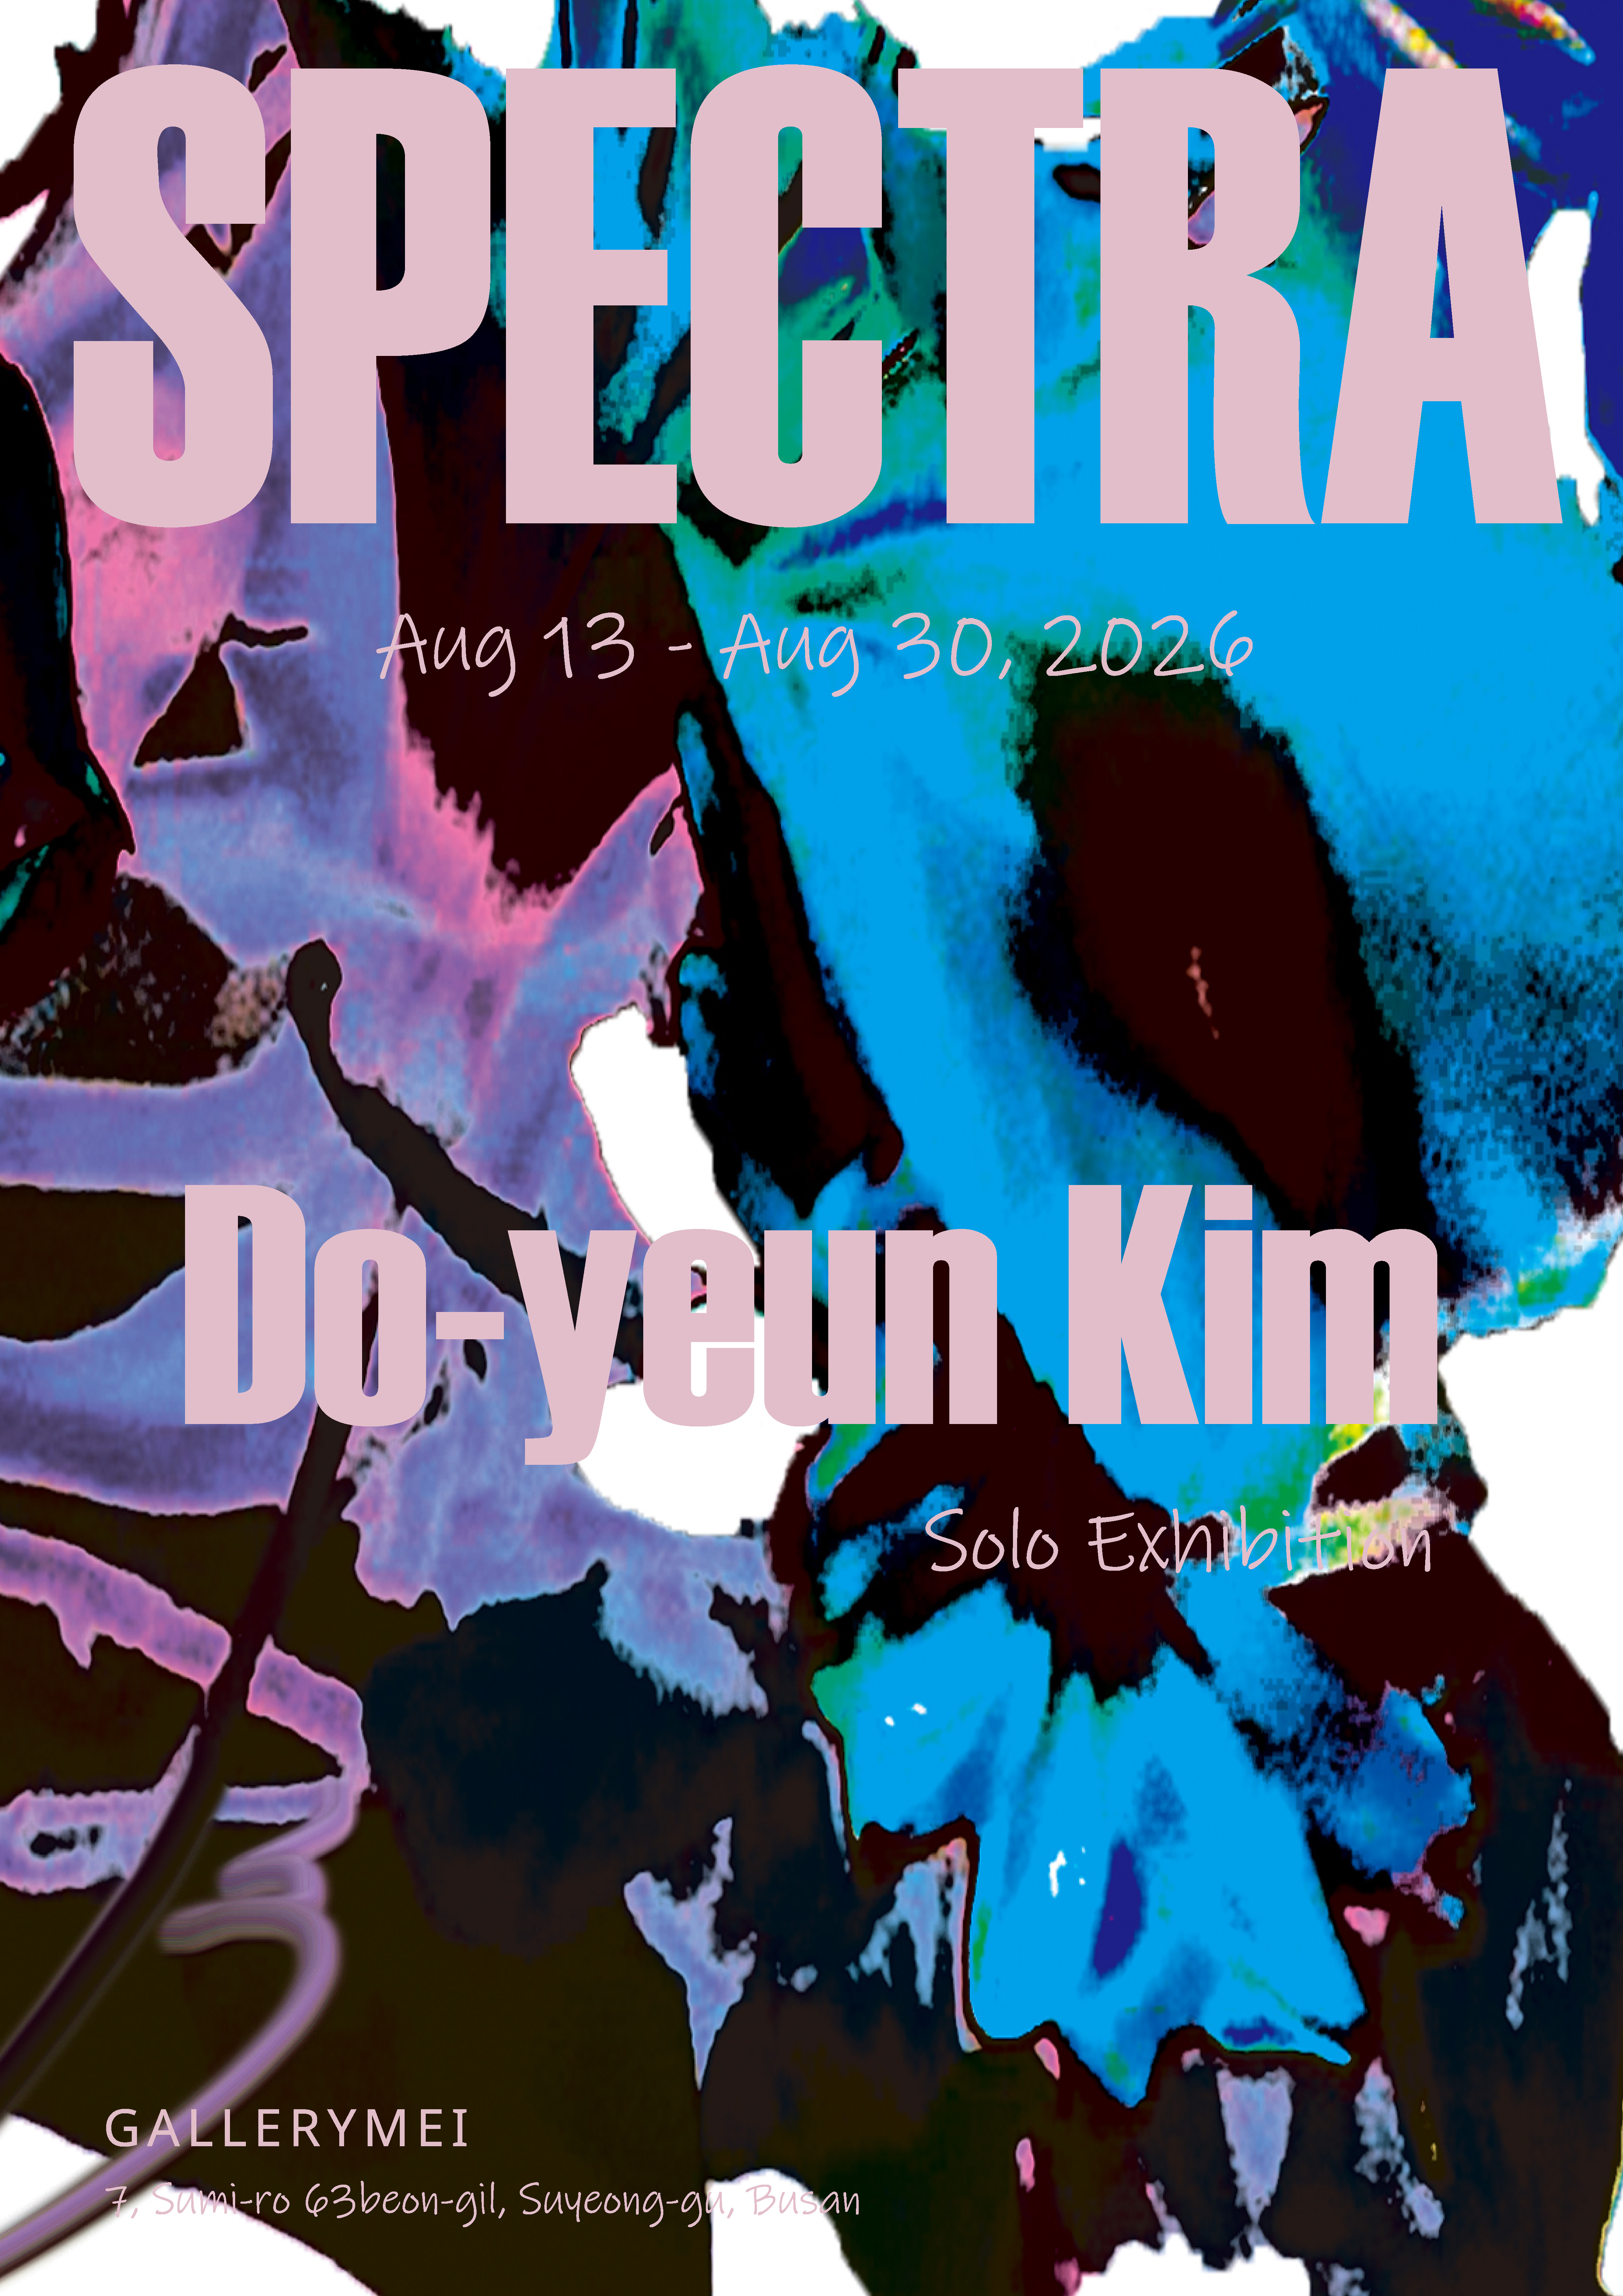 SPECTRA
Aug 13 - Aug 30, 2026
Do-yeun Kim
Solo Exhibition
GALLERYMEI
7, Sumi-ro 63beon-gil, Suyeong-gu, Busan